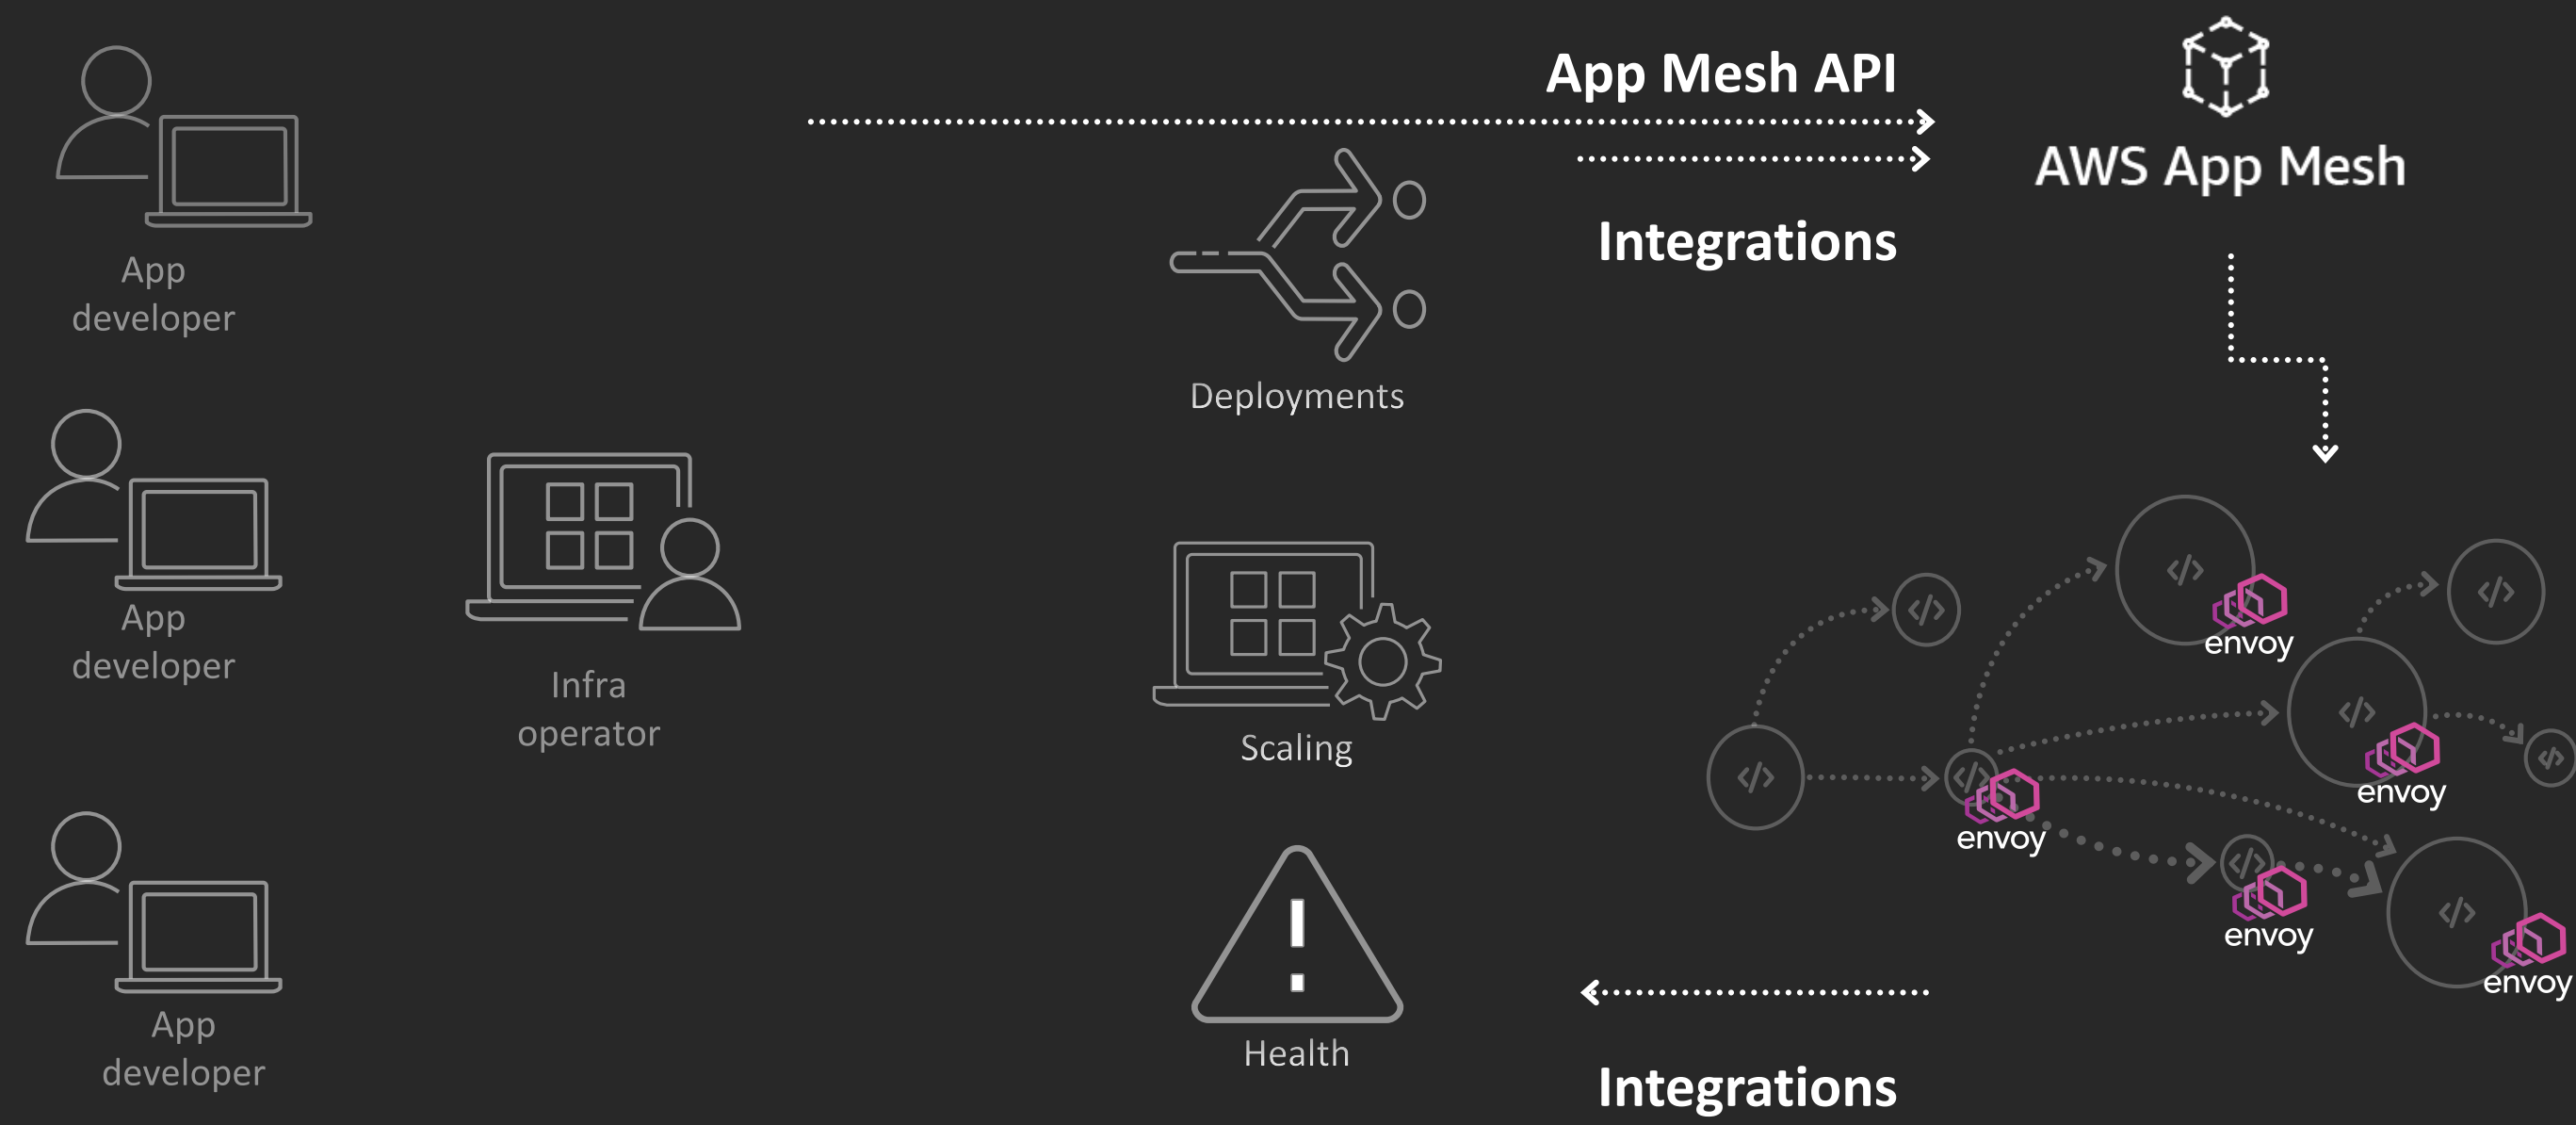 App Mesh API
AWS App Mesh
Integrations
App
developer
Deployments
App
developer
Infra
operator
Scaling
envoy
envoy
envoy
envoy
envoy
App
developer
Health
Integrations